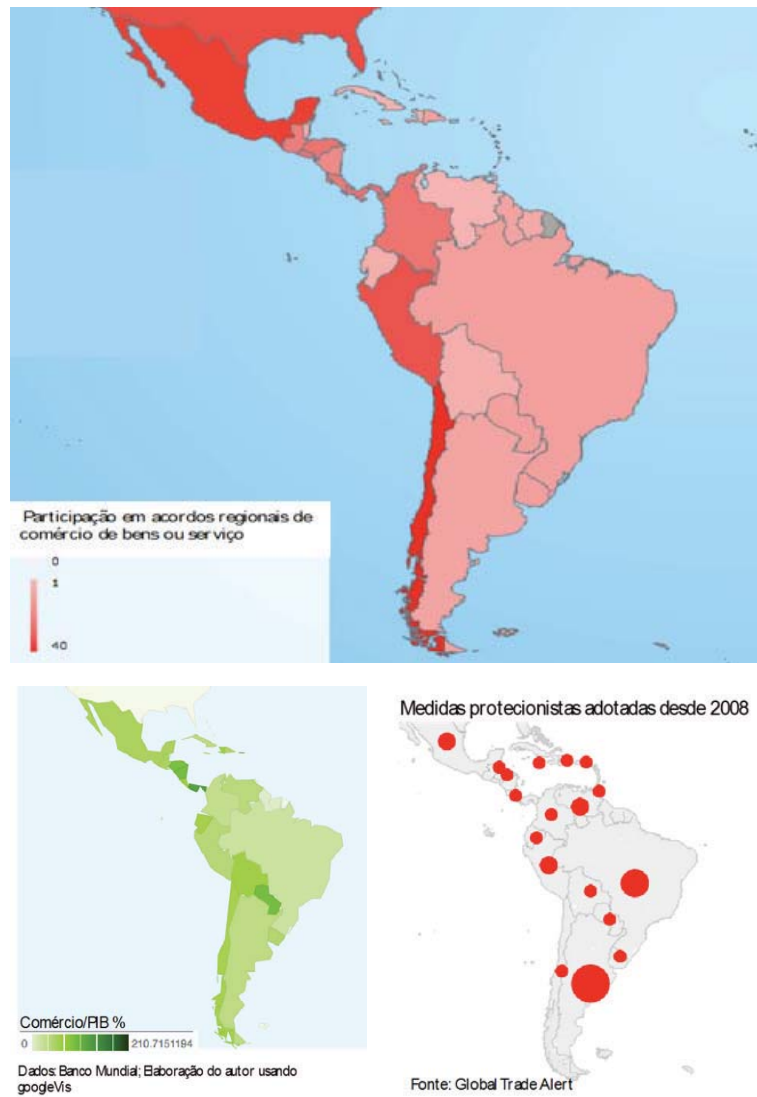 Participação em acordos regionais de
comércio de bens ou serviço
0
1
40
Medidas protecionistas adotadas desde 2008
Comércio/PIB %
0 210.7151194
Dados: Banco Mundial; Elaboração do autor usando
googleVis
Fonte: Global Trade Alert